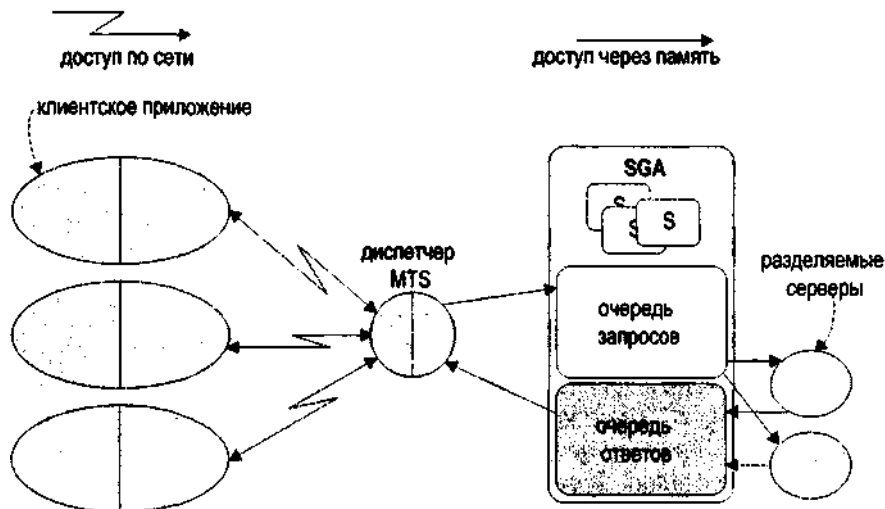 доступ по сети
доступ через память
клиентское приложение
SGA
S
S
S
диспетчер
MTS
разделяемые
серверы
очередь
запросов
очередь
ответов